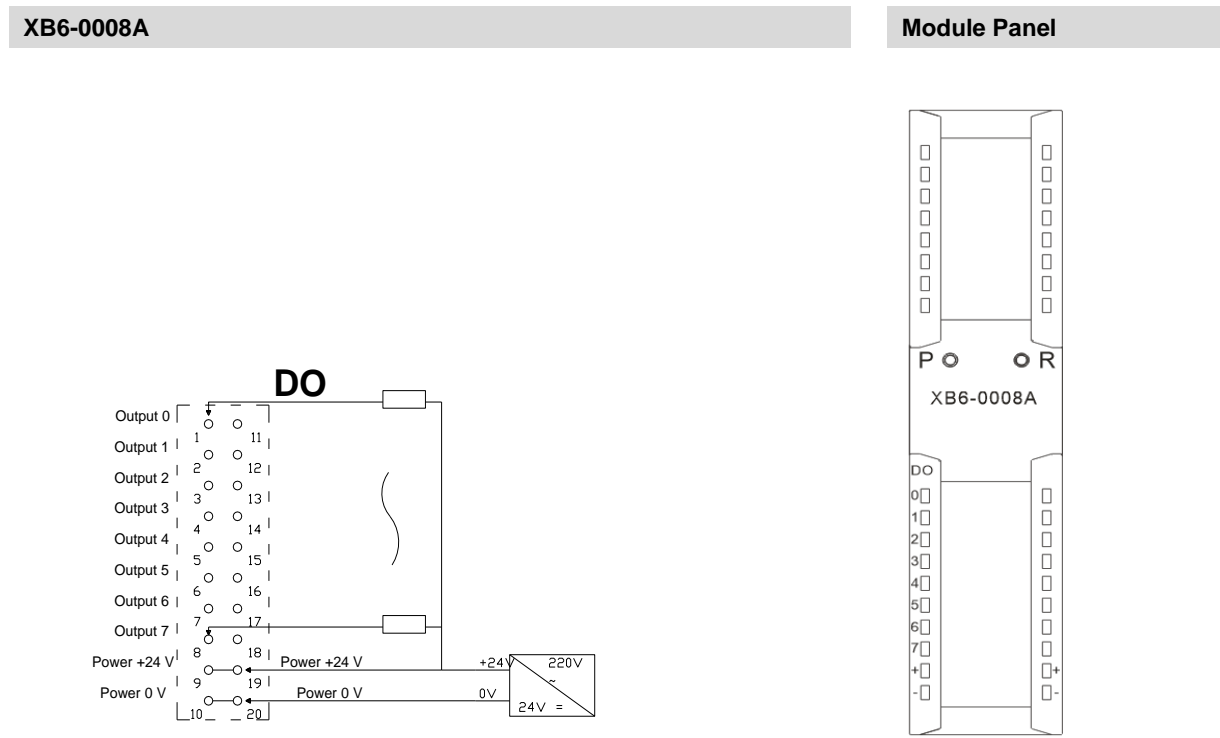 XB6-0008A
Module Panel
DO
Output 0
1 11
Output 1
2 12
Output 2
3 13
Output 3
4 14
Output 4
5 15
Output 5
6 16
Output 6
7 17
Output 7
8 18
Power +24 V Power +24 V +24V 220V
~
9 19
Power 0 V Power 0 V 0V
24V =
10 20
P R
XB6-0008A
DO
0
1
2
3
4
5
6
7
+ +
- -